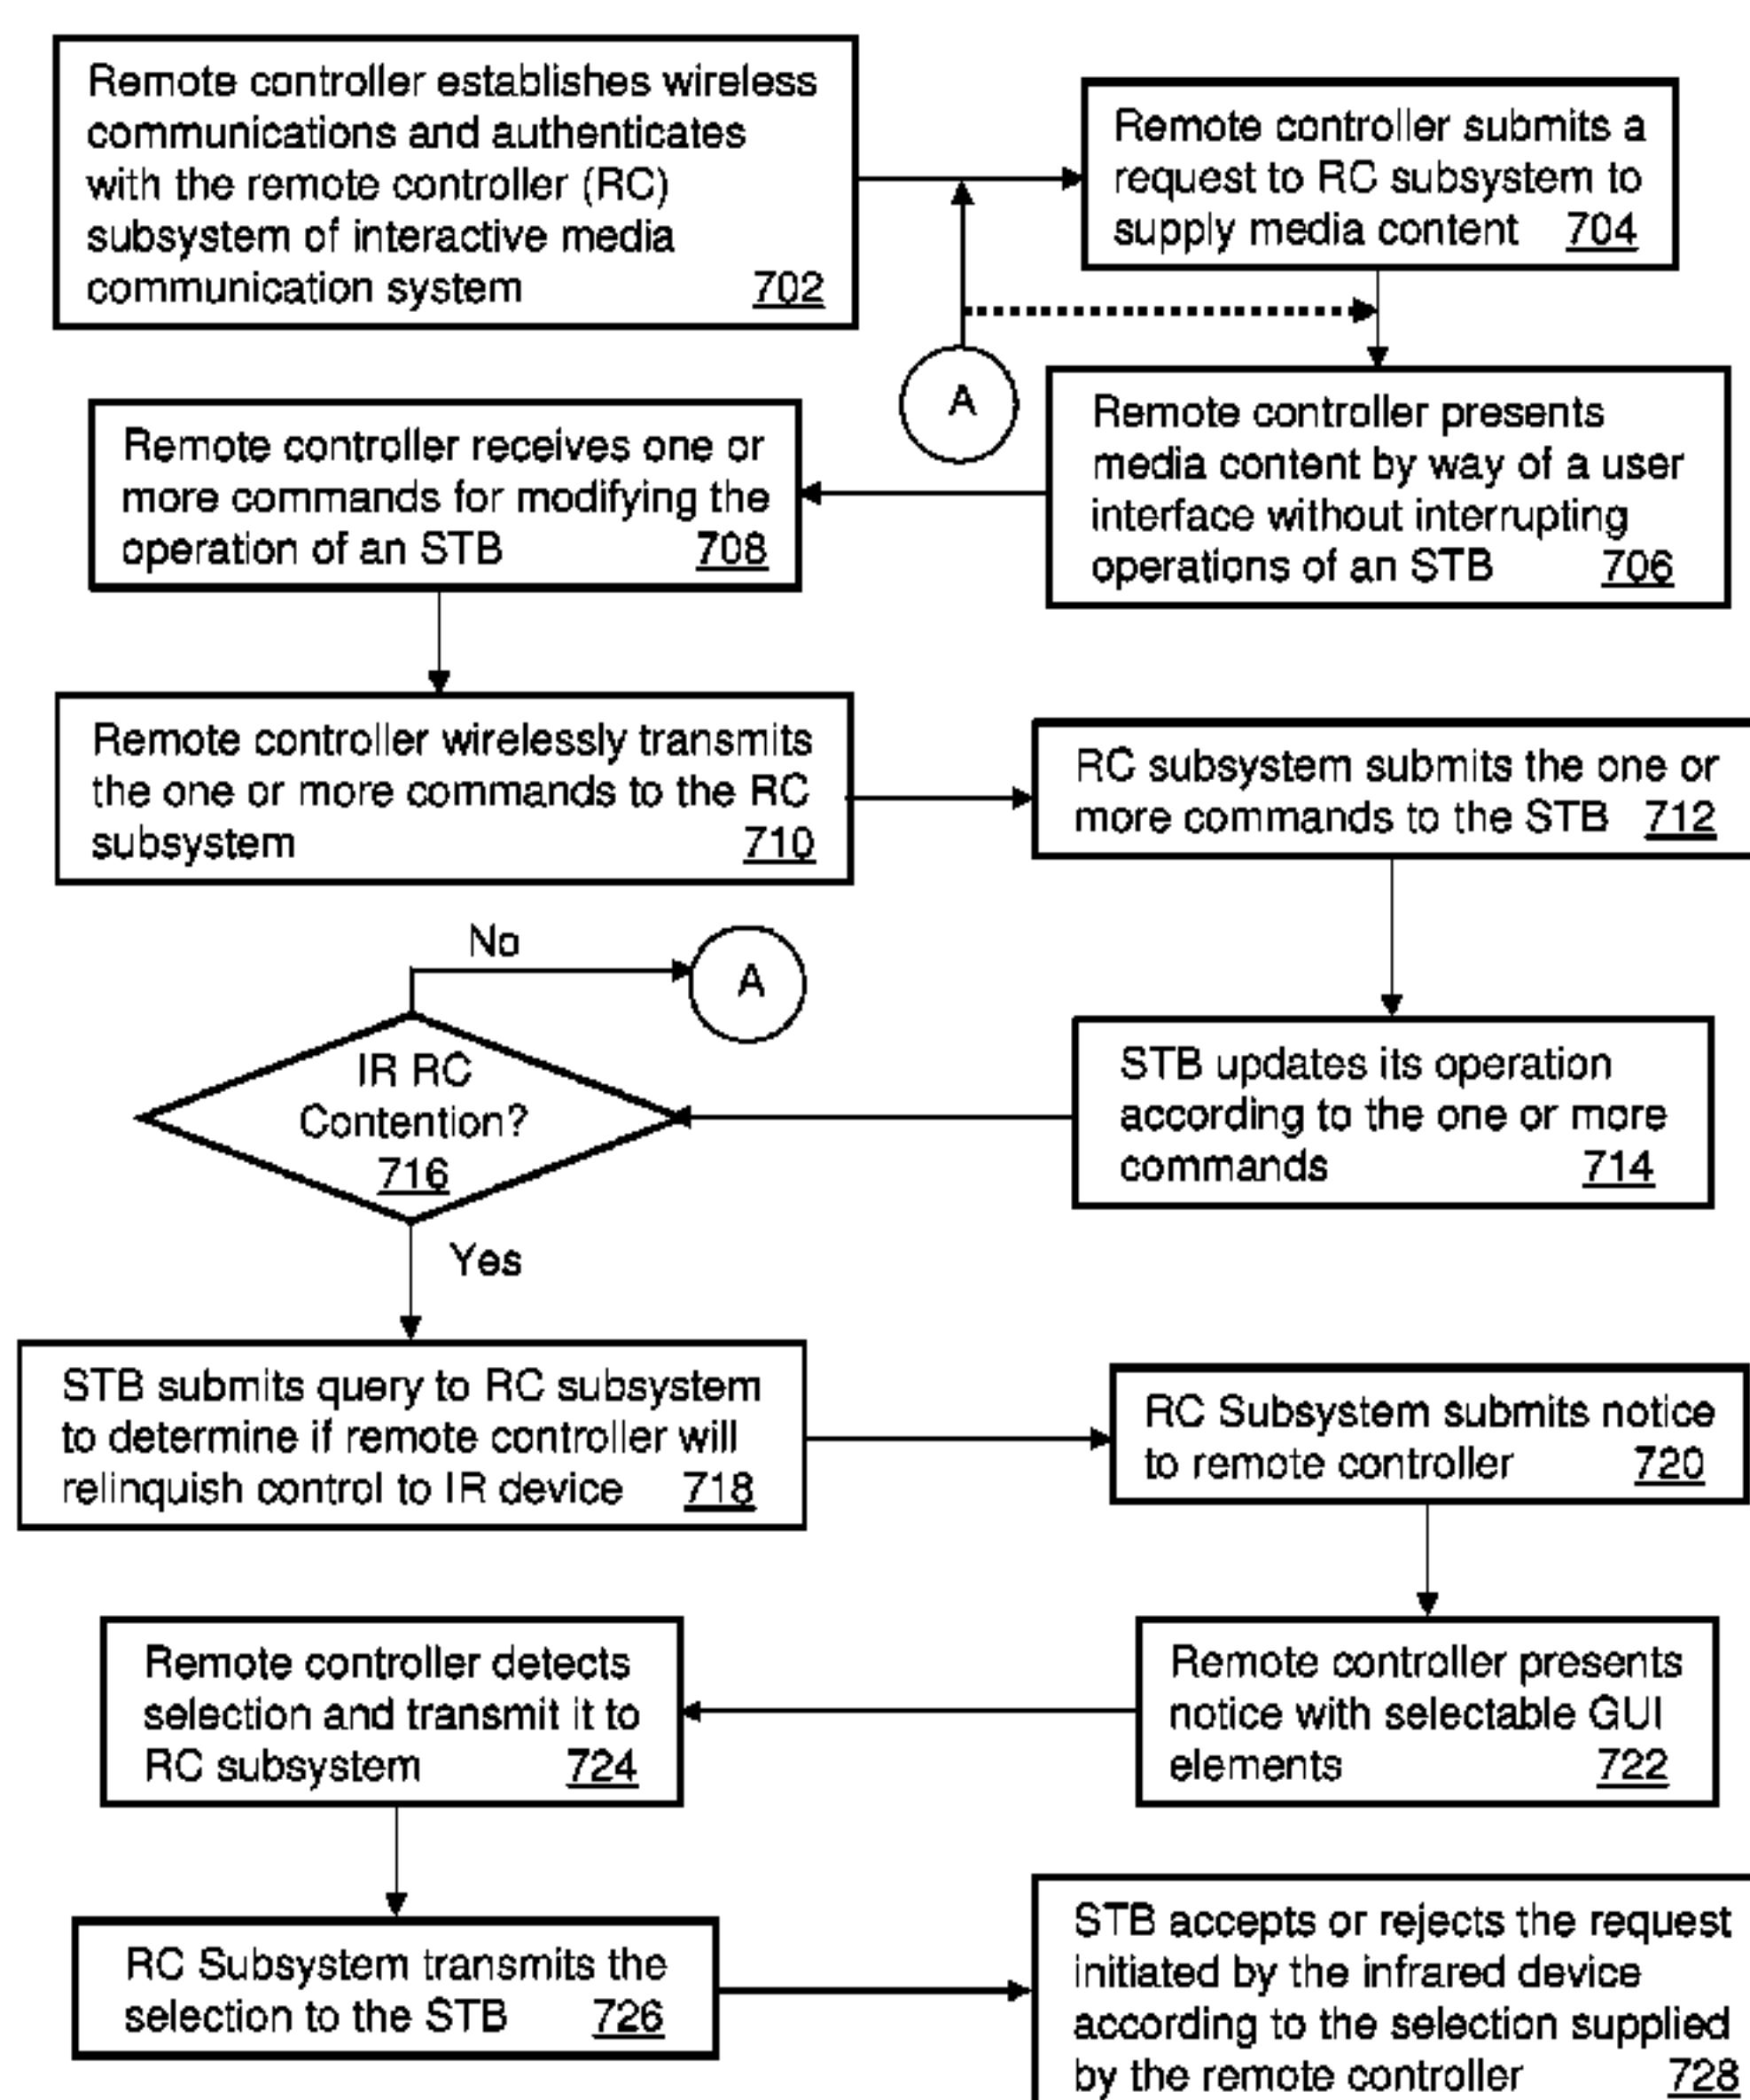 Remote controller establishes wireless
communications and authenticates
with the remote controller (RC)
subsystem of interactive media
communication system 702
Remote controller submits a
request to RC subsystem to
supply media content 704
A
Remote controller presents
media content by way of a user
interface without interrupting
operations of an STB 706
Remote controller receives one or
more commands for modifying the
operation of an STB 708
Remote controller wirelessly transmits
the one or more commands to the RC
subsystem 710
RC subsystem submits the one or
more commands to the STB 712
STB updates its operation
according to the one or more
commands 714
IR RC
Contention?
716
No
A
Yes
STB submits query to RC subsystem
to determine if remote controller will
relinquish control to IR device 718
RC Subsystem submits notice
to remote controller 720
Remote controller presents
notice with selectable GUI
elements 722
Remote controller detects
selection and transmit it to
RC subsystem 724
RC Subsystem transmits the
selection to the STB 726
STB accepts or rejects the request
initiated by the infrared device
according to the selection supplied
by the remote controller 728